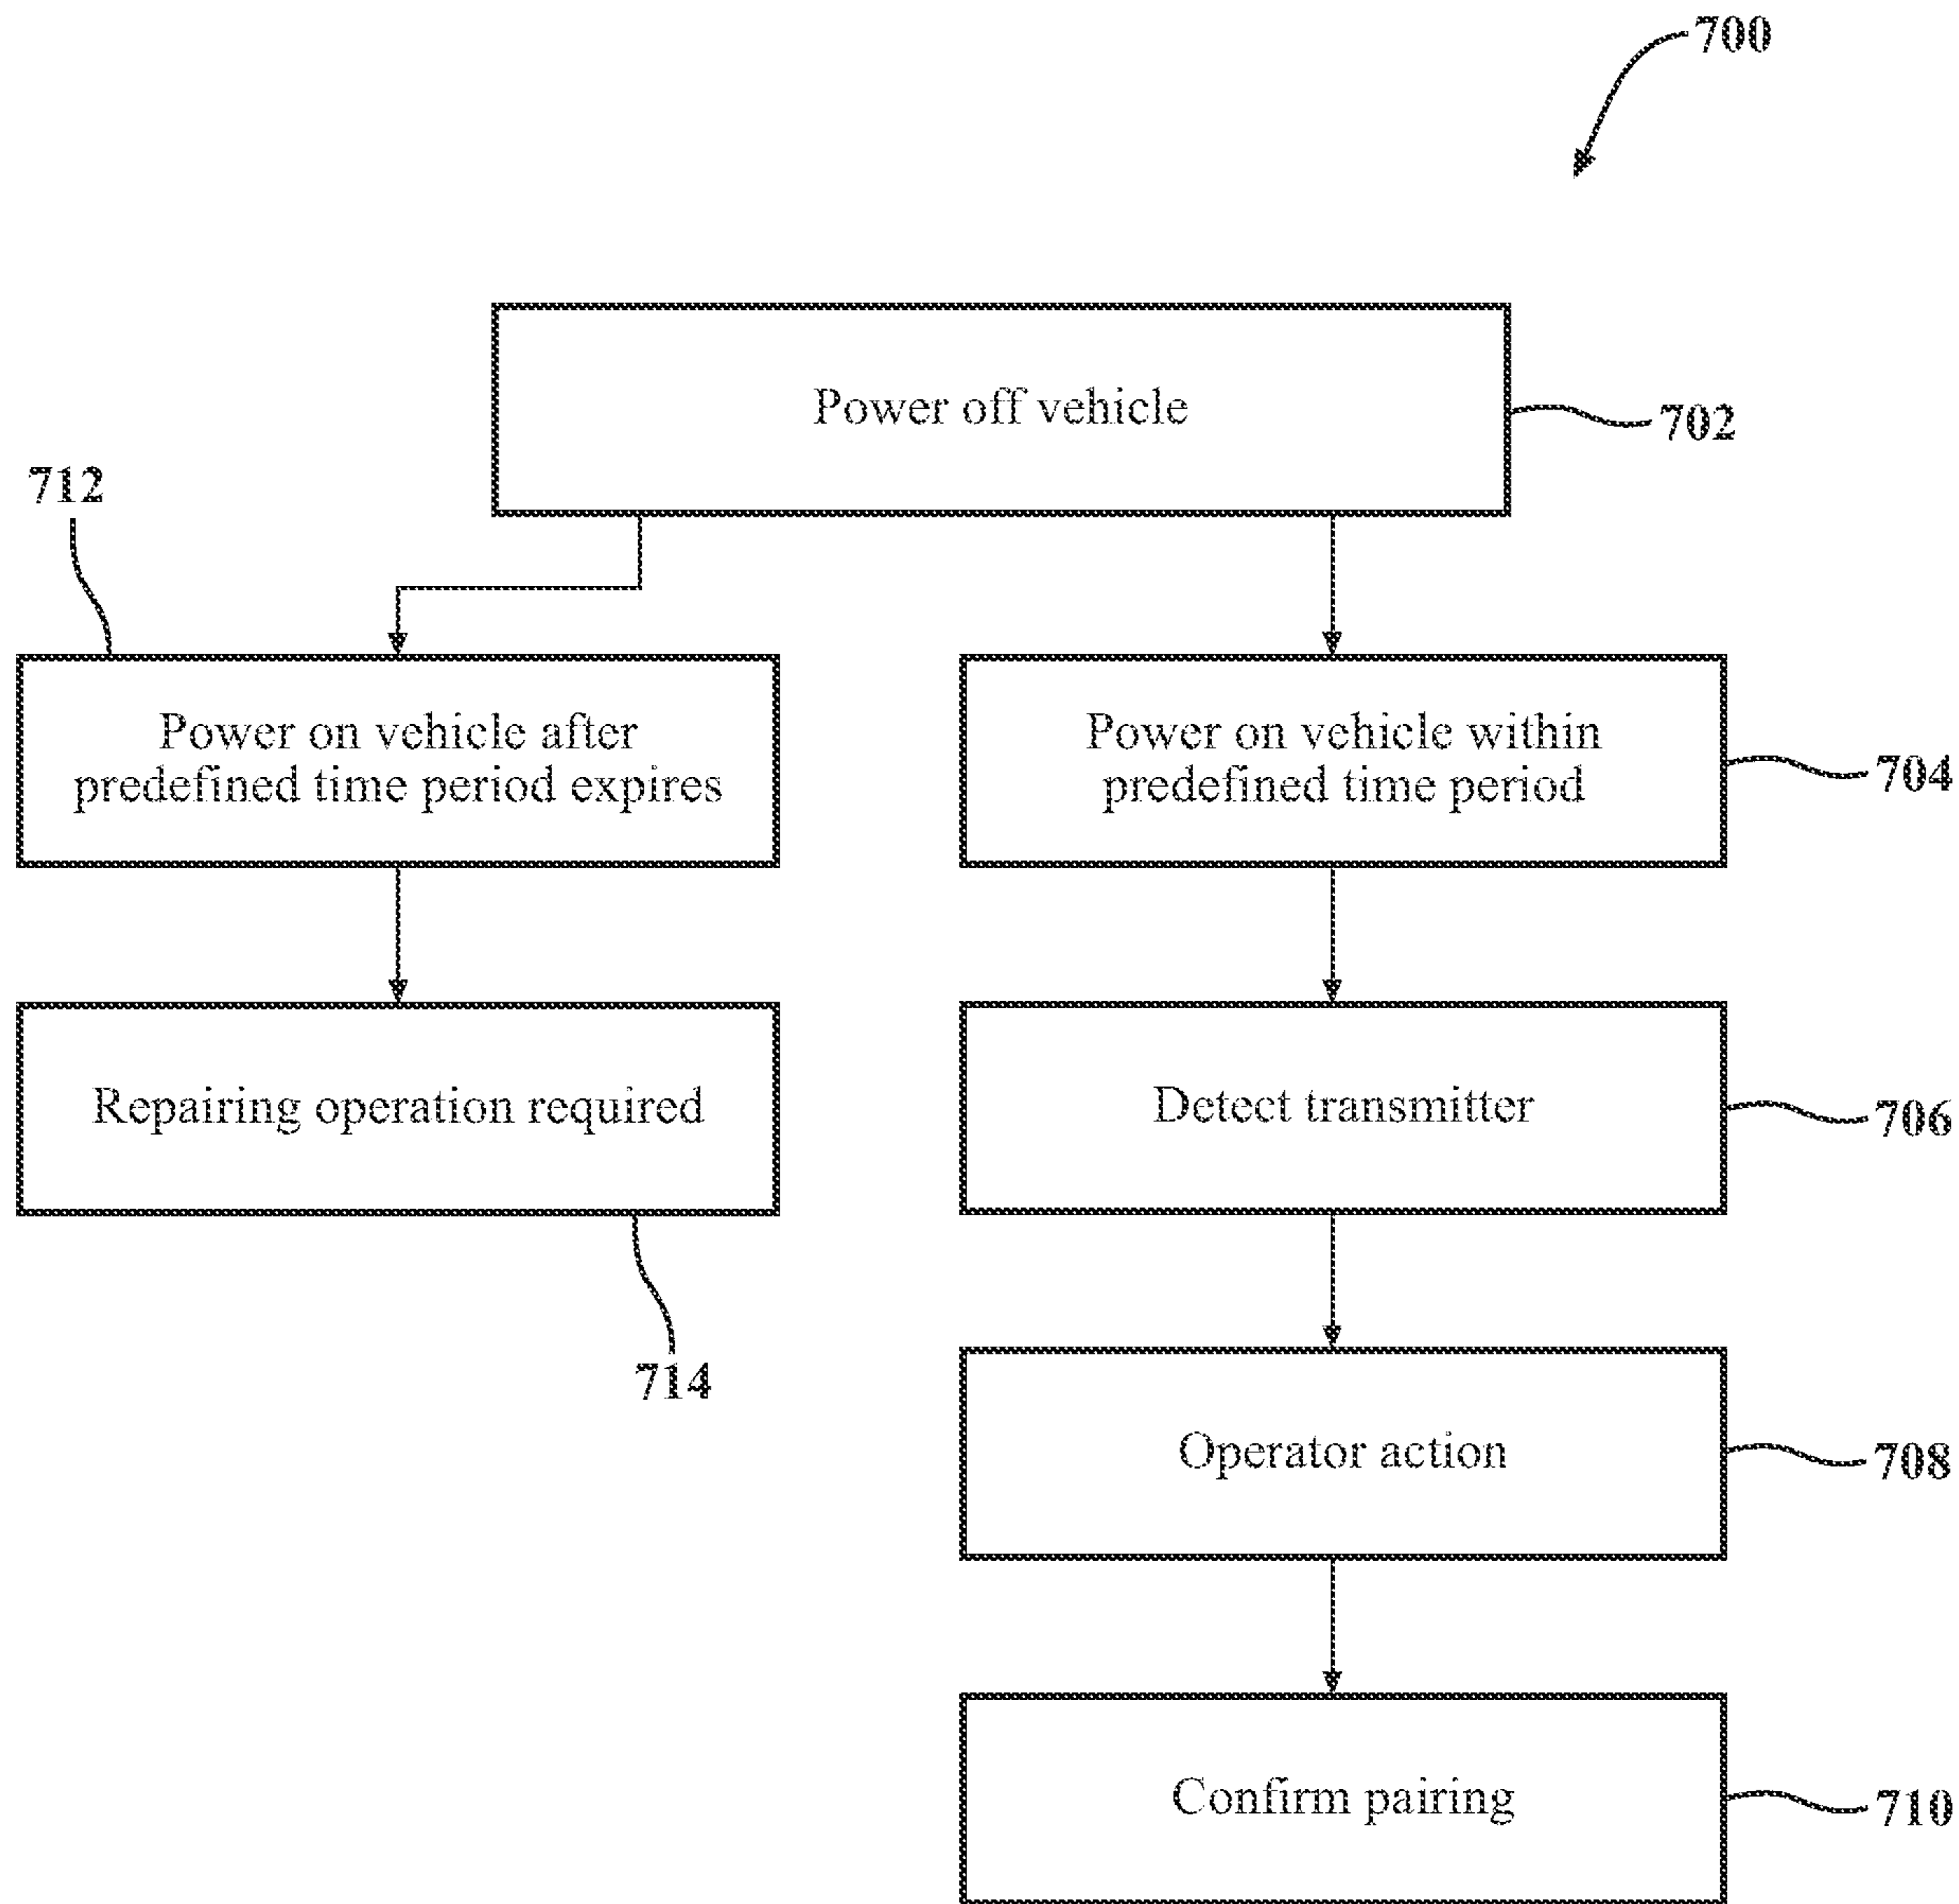 700
Power off vehicle
702
712
Power on vehicle after
predefined time period expires
Power on vehicle within
predefined time period
704
Repairing operation required
Detect transmitter
706
714
Operator action
708
Confirm pairing
710